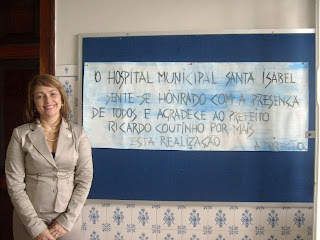 O HOSPITAL MUNICIPAL SANTA ISABEL
SENTE-SE HONRADO COM A PRESENÇA
DE TODOS E AGRADECE AO PREFEITO
RICARDO COUTINHO POR MAIS
ESTA REALIZAÇÃO
A DIREÇÃO